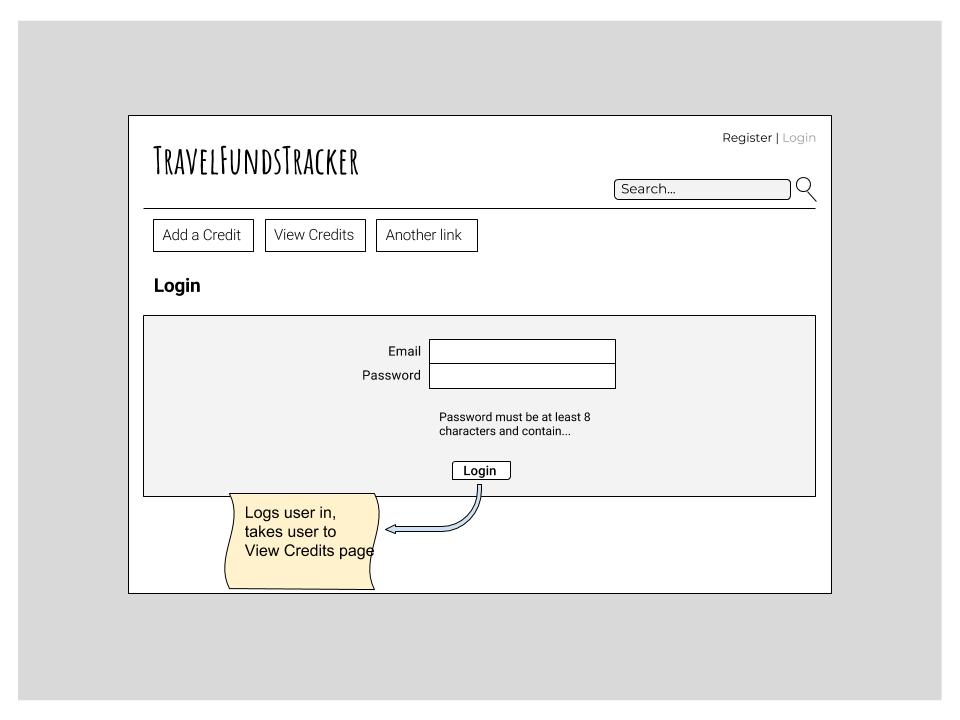 Register | Login
TravelFundsTracker
Search...
Add a Credit
View Credits
Another link
Login
Email
Password
Password must be at least 8
characters and contain...
Login
Logs user in,
takes user to
View Credits page